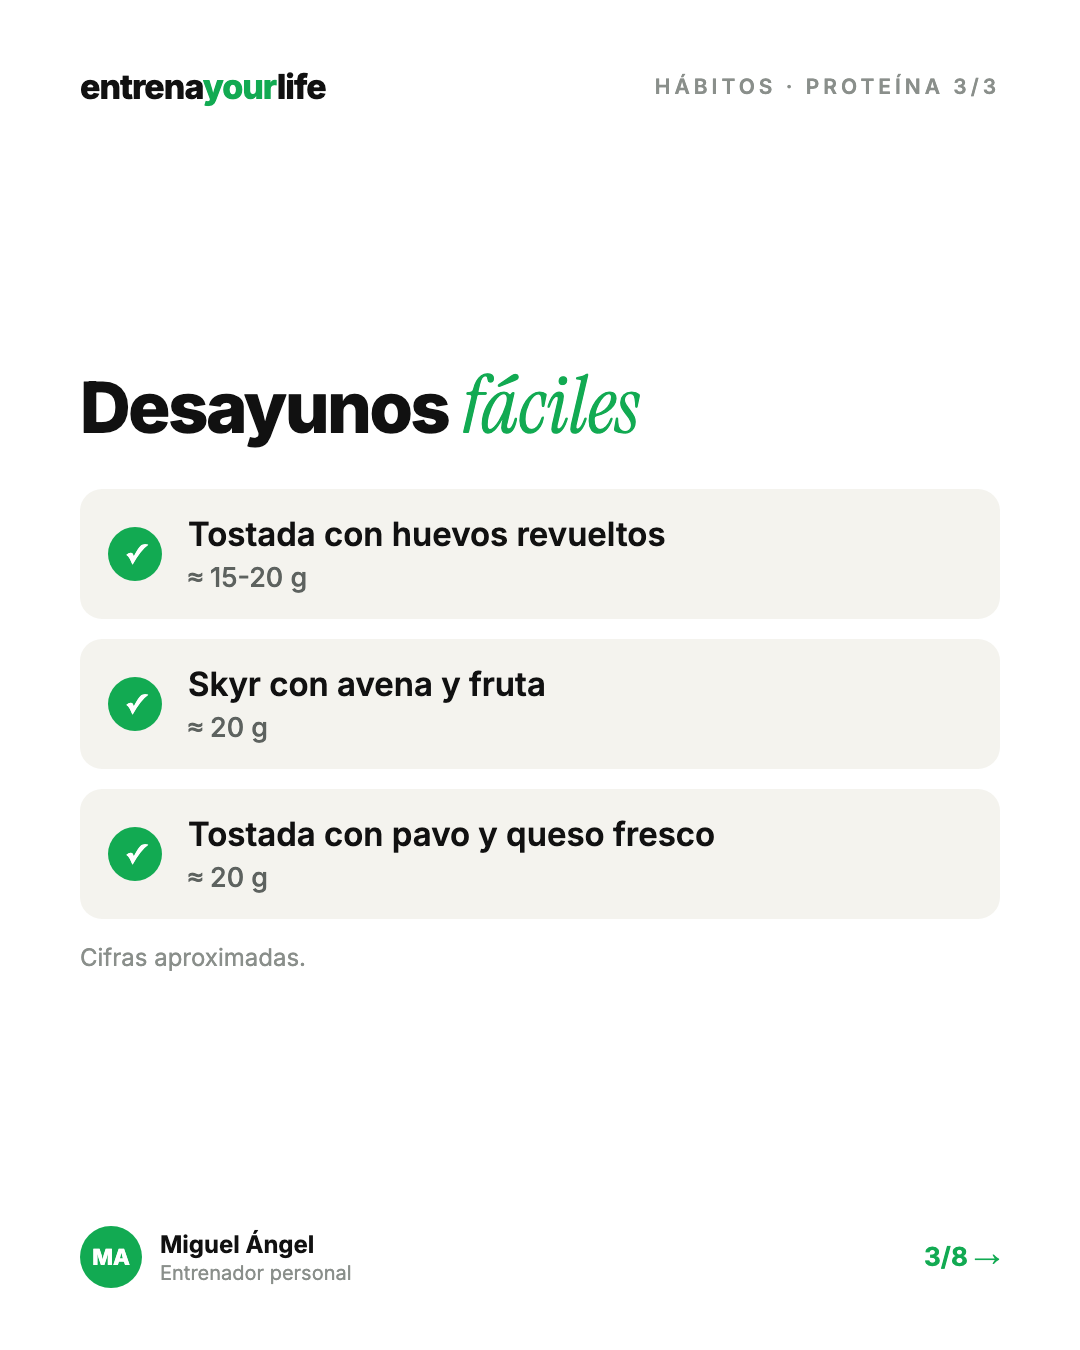 entrenayourlife
HÁBITOS · PROTEÍNA 3/3
Desayunos fáciles
✓ Tostada con huevos revueltos
≈ 15-20 g
✓ Skyr con avena y fruta
≈ 20 g
✓ Tostada con pavo y queso fresco
≈ 20 g
Cifras aproximadas.
MA
Miguel Ángel
Entrenador personal
3/8 →